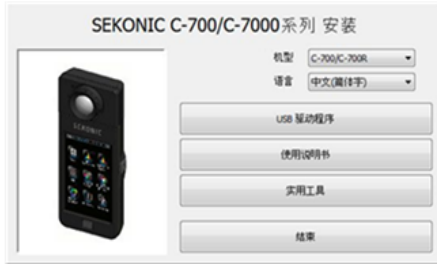 SEKONIC C-700/C-7000系列 安装
机型 C-700/C-700R
语言 中文(简体字)
SEKONIC
USB 驱动程序
使用说明书
实用工具
结束